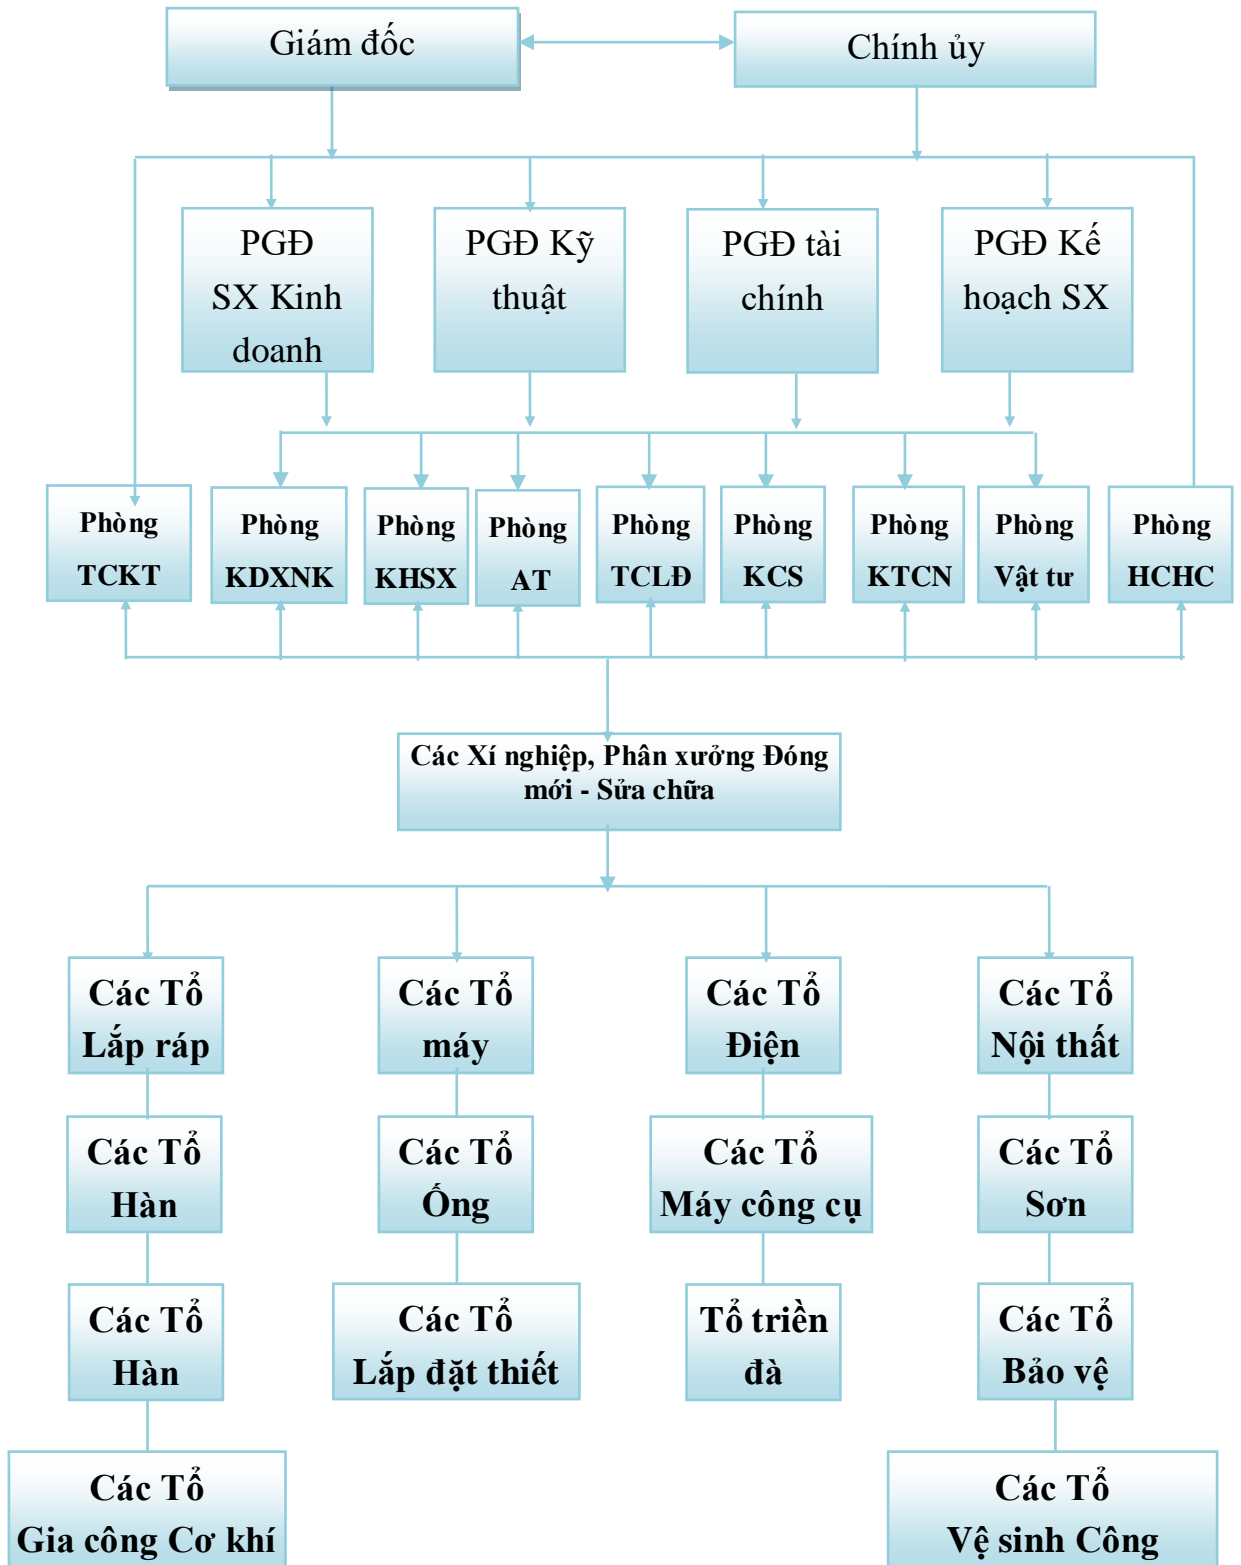 Giám đốc
Chính ủy
PGĐ
SX Kinh
doanh
PGĐ Kỹ
thuật
PGĐ tài
chính
PGĐ Kế
hoạch SX
Phòng
TCKT
Phòng
KDXNK
Phòng
KHSX
Phòng
AT
Phòng
TCLĐ
Phòng
KCS
Phòng
KTCN
Phòng
Vật tư
Phòng
HCHC
Các Xí nghiệp, Phân xưởng Đóng
mới - Sửa chữa
Các Tổ
Lắp ráp
Các Tổ
máy
Các Tổ
Điện
Các Tổ
Nội thất
Các Tổ
Hàn
Các Tổ
Ống
Các Tổ
Máy công cụ
Các Tổ
Sơn
Các Tổ
Hàn
Các Tổ
Lắp đặt thiết
Tổ triền
đà
Các Tổ
Bảo vệ
Các Tổ
Gia công Cơ khí
Các Tổ
Vệ sinh Công